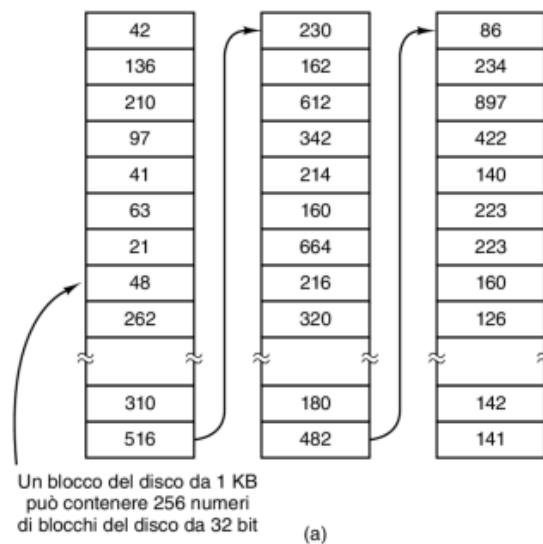 42 230 86
136 162 234
210 612 897
97 342 422
41 214 140
63 160 223
21 664 223
48 216 160
262 320 126
310 180 142
516 482 141
Un blocco del disco da 1 KB
può contenere 256 numeri
di blocchi del disco da 32 bit
(a)